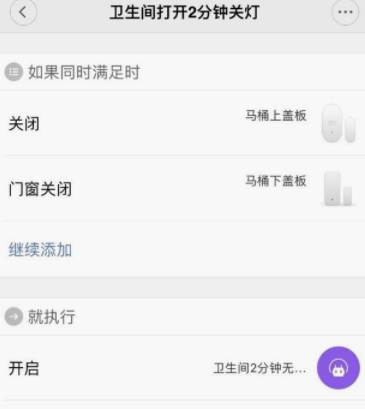 卫生间打开2分钟关灯
如果同时满足时
关闭
马桶上盖板
门窗关闭
马桶下盖板
继续添加
就执行
开启
卫生间2分钟无...